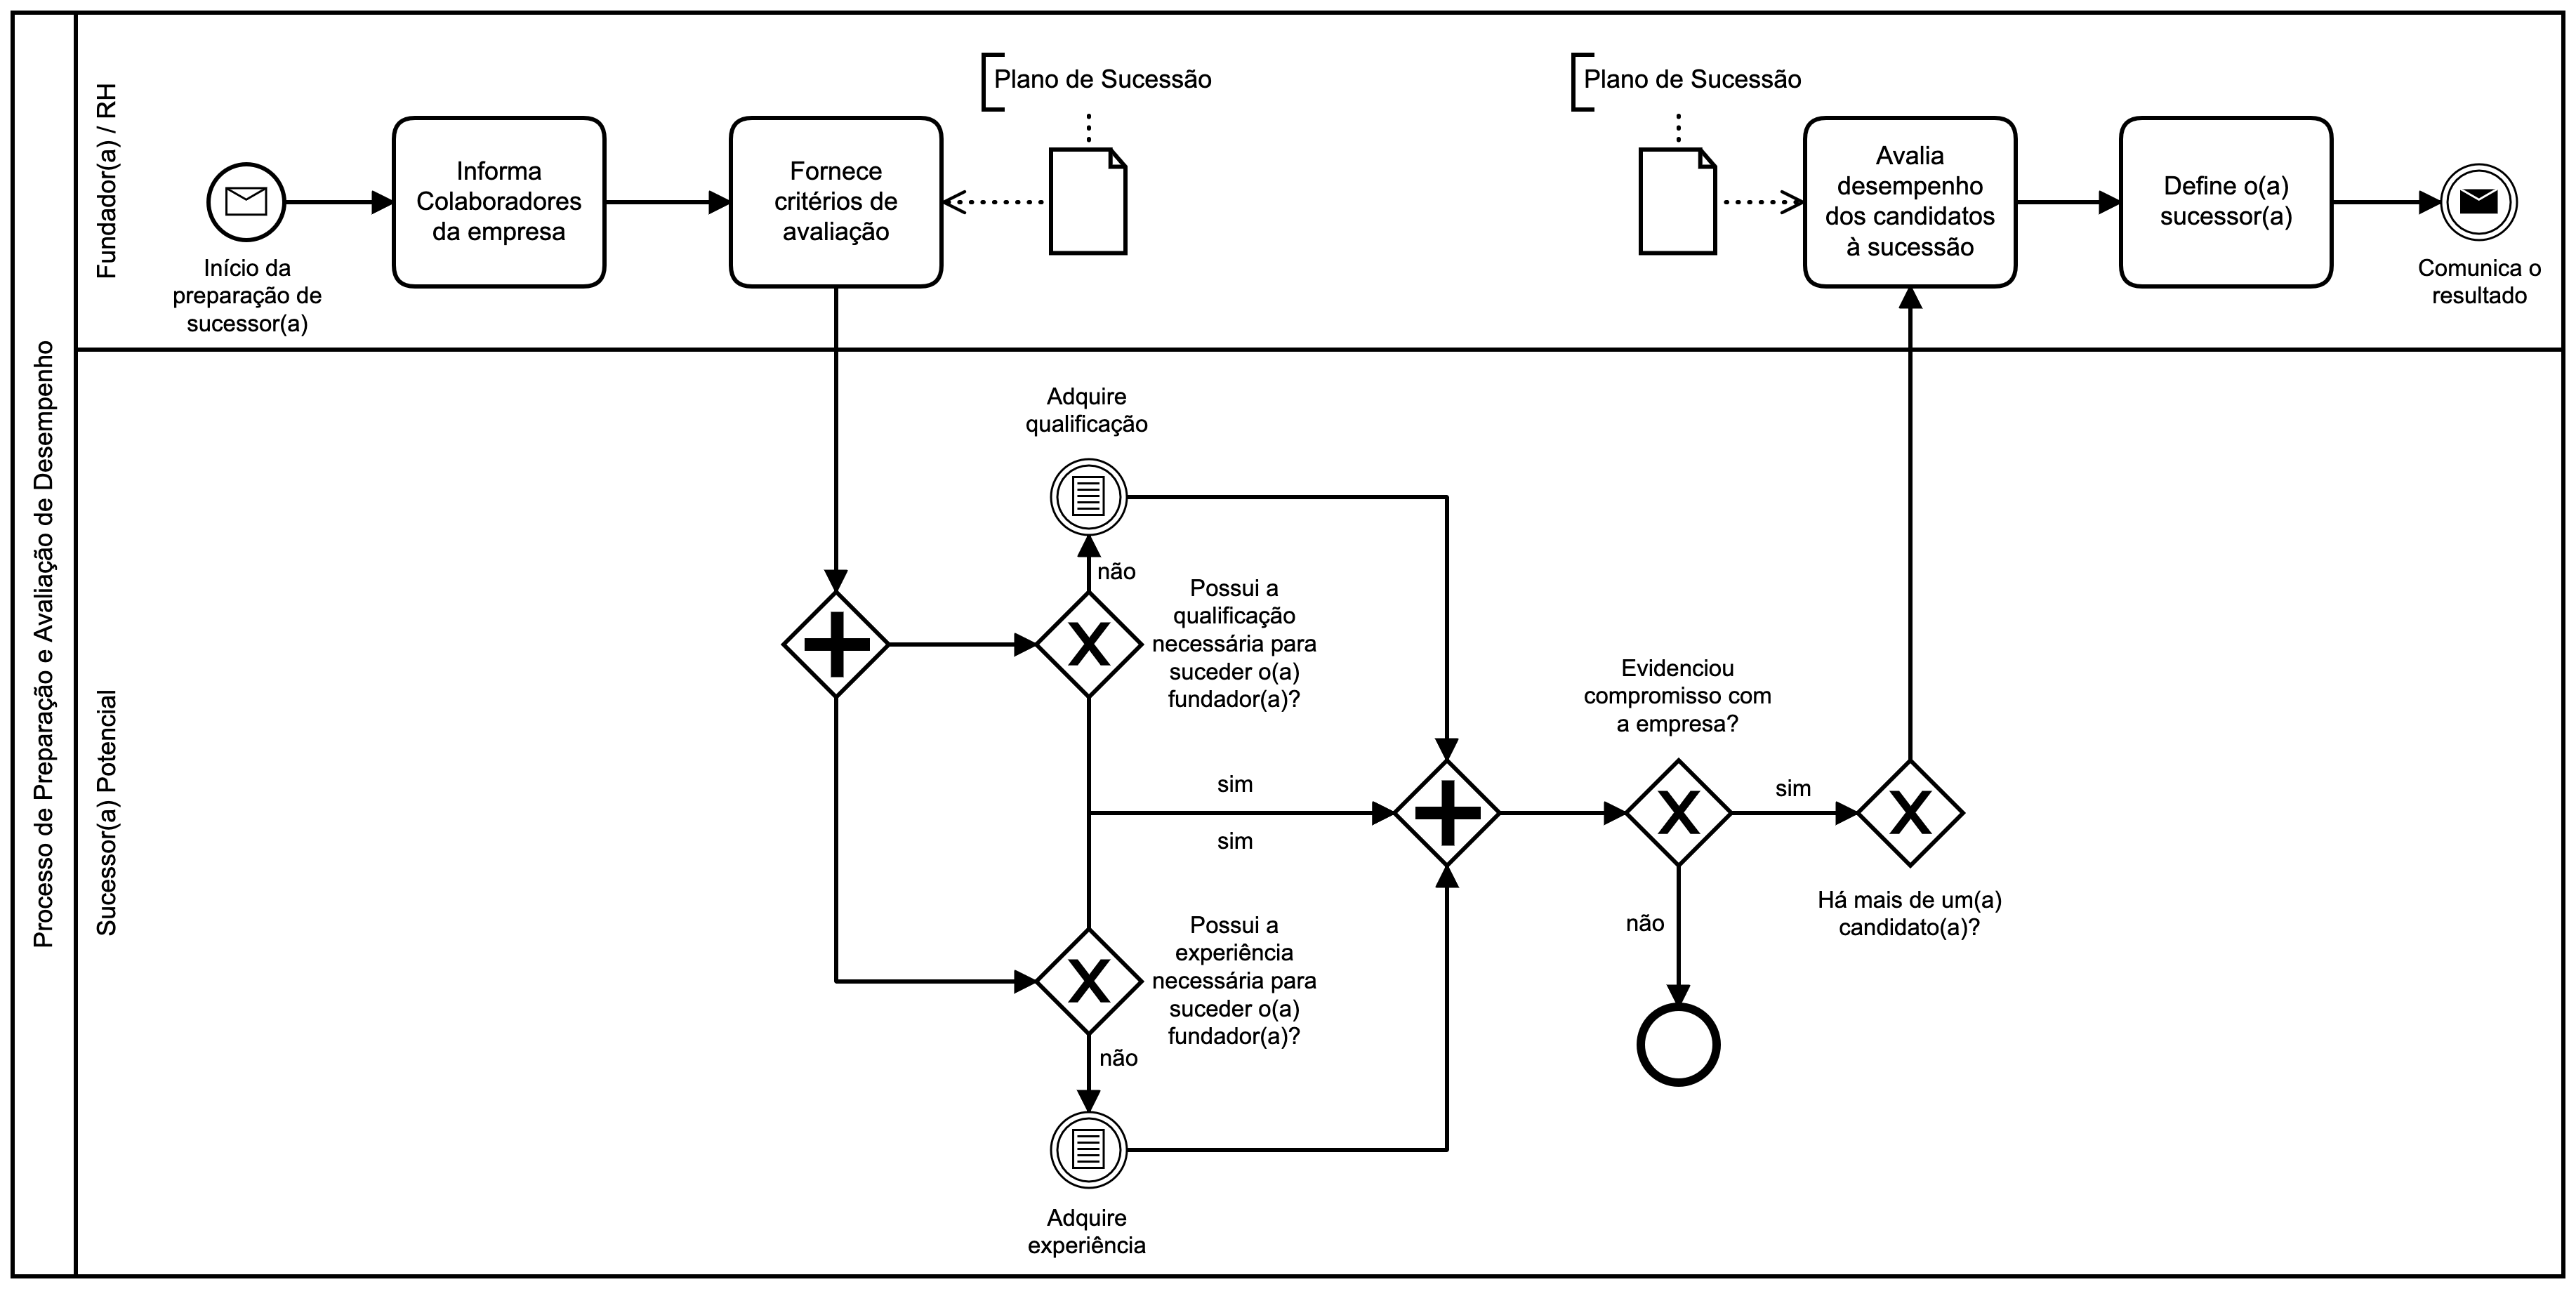 Processo de Preparação e Avaliação de Desempenho
Fundador(a) / RH
Início da
preparação de
sucessor(a)
Informa
Colaboradores
da empresa
Fornece
critérios de
avaliação
Plano de Sucessão
Plano de Sucessão
Avalia
desempenho
dos candidatos
à sucessão
Define o(a)
sucessor(a)
Comunica o
resultado
Sucessor(a) Potencial
Adquire
qualificação
não
Possui a
qualificação
necessária para
suceder o(a)
fundador(a)?
sim
sim
Possui a
experiência
necessária para
suceder o(a)
fundador(a)?
não
Adquire
experiência
Evidenciou
compromisso com
a empresa?
sim
não
Há mais de um(a)
candidato(a)?